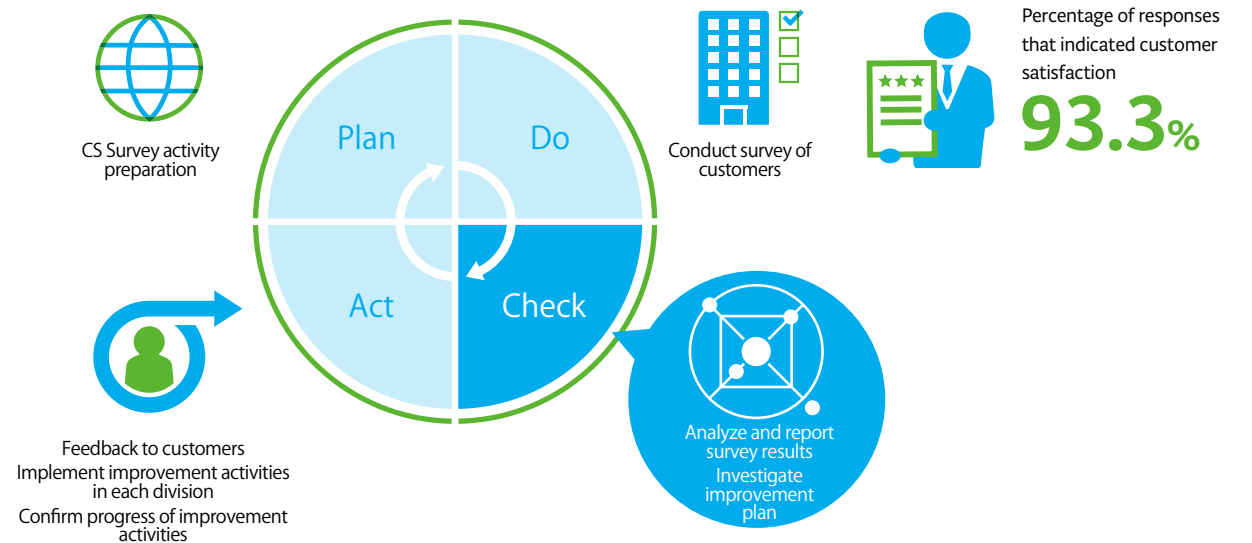 CS Survey activity
preparation
Plan
Do
Conduct survey of
customers
Percentage of responses
that indicated customer
satisfaction
93.3%
Act
Check
Feedback to customers
Implement improvement activities
in each division
Confirm progress of improvement
activities
Analyze and report
survey results
Investigate
improvement
plan